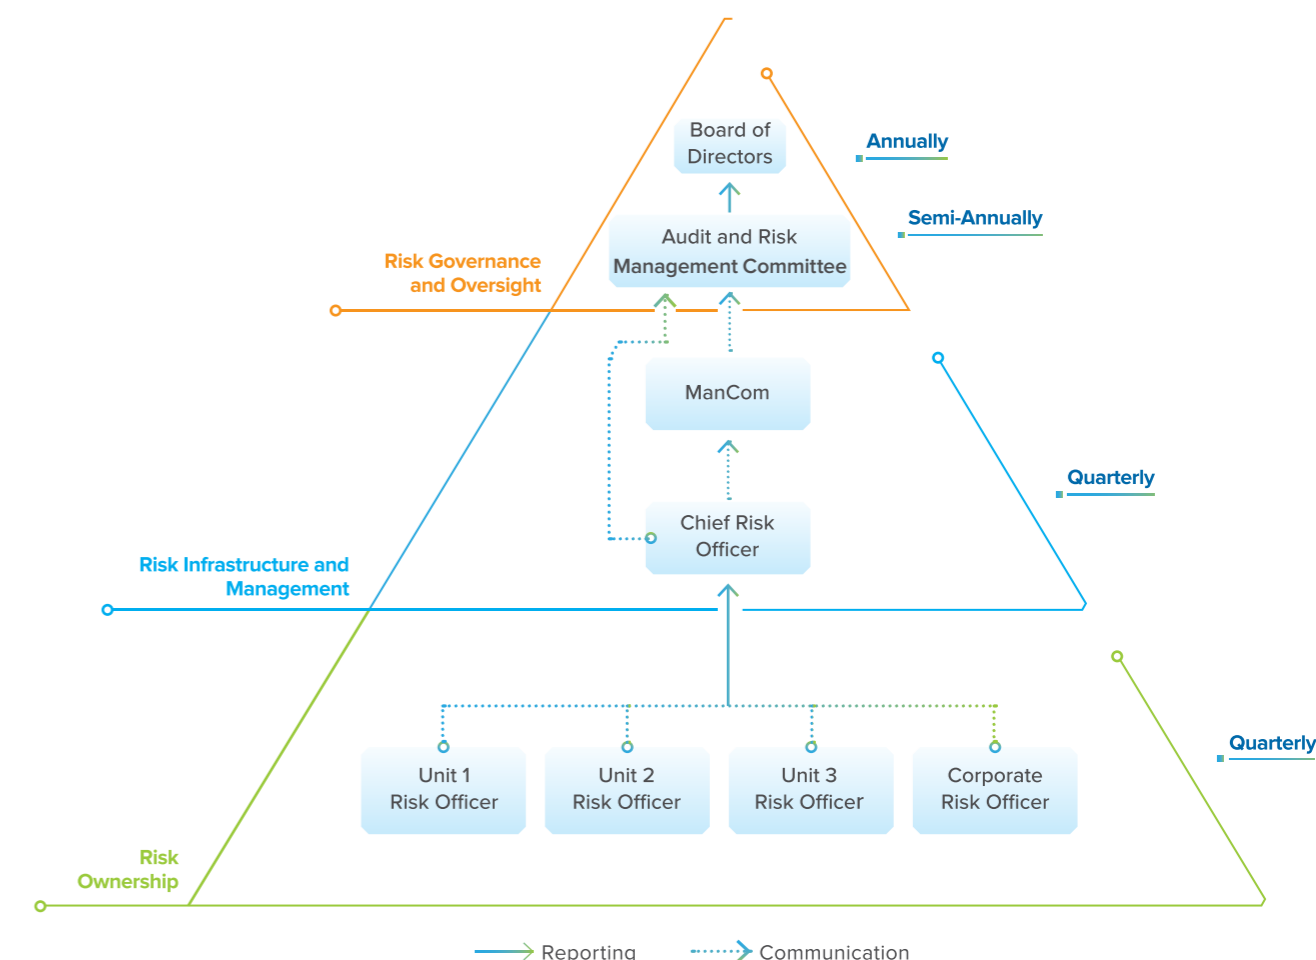 Board of
Directors
Annually
Audit and Risk
Management Committee
Semi-Annually
Risk Governance
and Oversight
ManCom
Quarterly
Chief Risk
Officer
Risk Infrastructure and
Management
Unit 1
Risk Officer
Unit 2
Risk Officer
Unit 3
Risk Officer
Corporate
Risk Officer
Quarterly
Risk
Ownership
Reporting
Communication